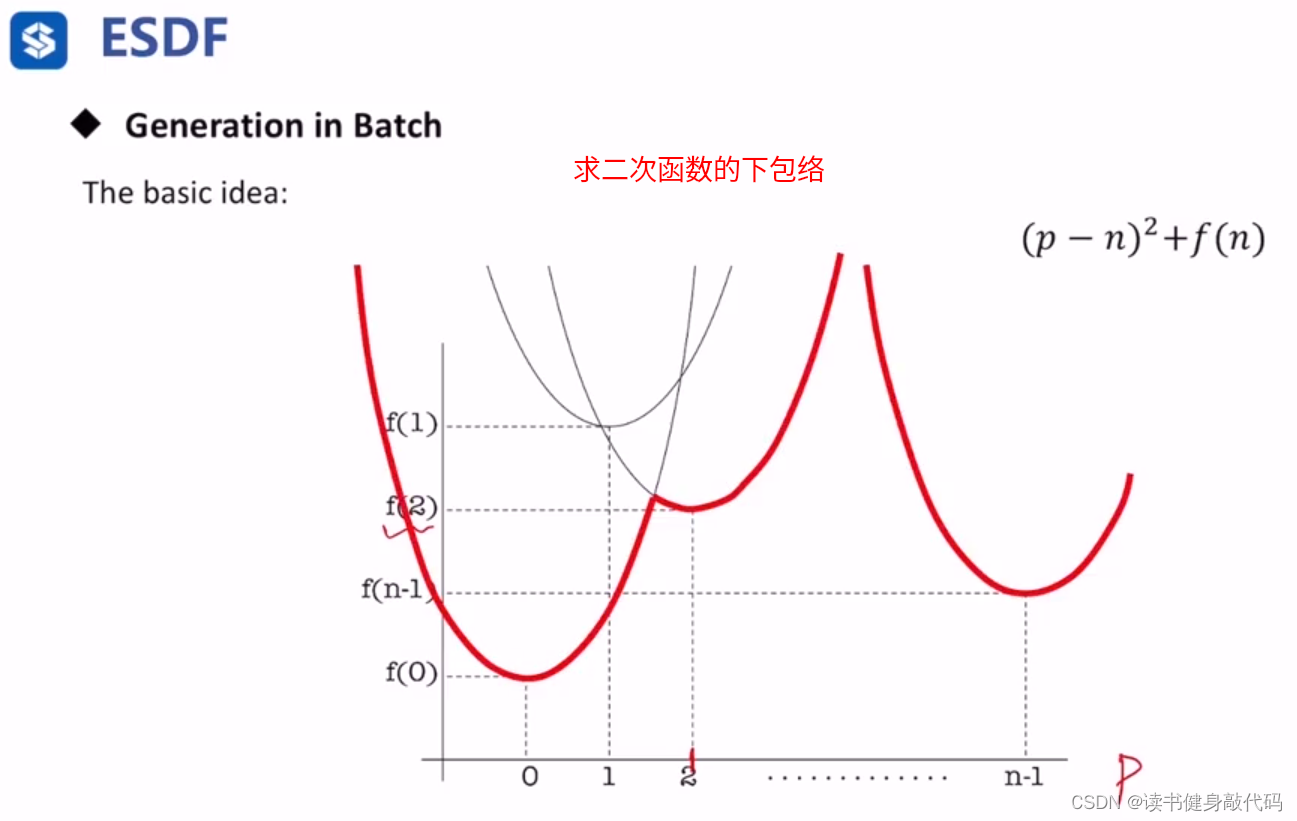 ESDF
◆ Generation in Batch
求二次函数的下包络
The basic idea:
(p − n)²+f(n)
f(1)
f(2)
f(n-1)
f(0)
0 1 2 .................. n-1 P
CSDN @读书健身敲代码